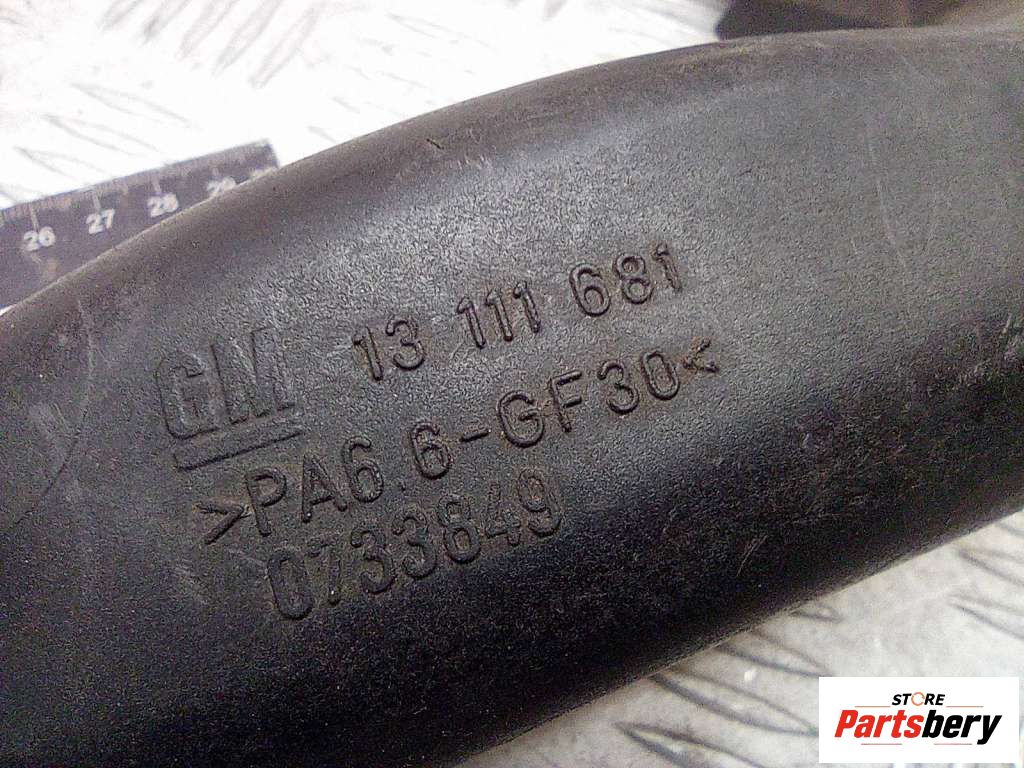 26 27 28 29
GM 13 111 681
>PA6.6-GF30<
0733849
STORE
Partsbery